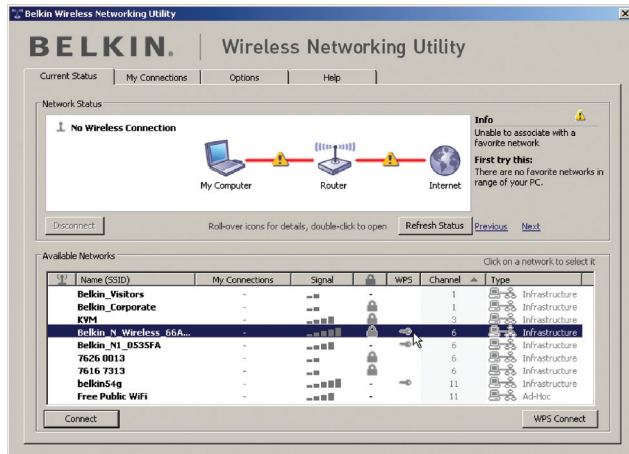 Belkin Wireless Networking Utility
BELKIN. Wireless Networking Utility
Current Status My Connections Options Help
Network Status
No Wireless Connection
My Computer Router Internet
Info
Unable to associate with a
favorite network
First try this:
There are no favorite networks in
range of your PC.
Disconnect Roll-over icons for details, double-click to open Refresh Status Previous Next
Available Networks
Click on a network to select it
Name (SSID) My Connections Signal WPS Channel Type
Belkin_Visitors - - 1 Infrastructure
Belkin_Corporate - 1 Infrastructure
KVM - 3 Infrastructure
Belkin_N_Wireless_66A... - 6 Infrastructure
Belkin_N1_0535FA - - 6 Infrastructure
7626 0013 - 6 Infrastructure
7616 7313 - 6 Infrastructure
belkin54g - - 11 Infrastructure
Free Public WiFi - - 11 Ad-Hoc
Connect WPS Connect